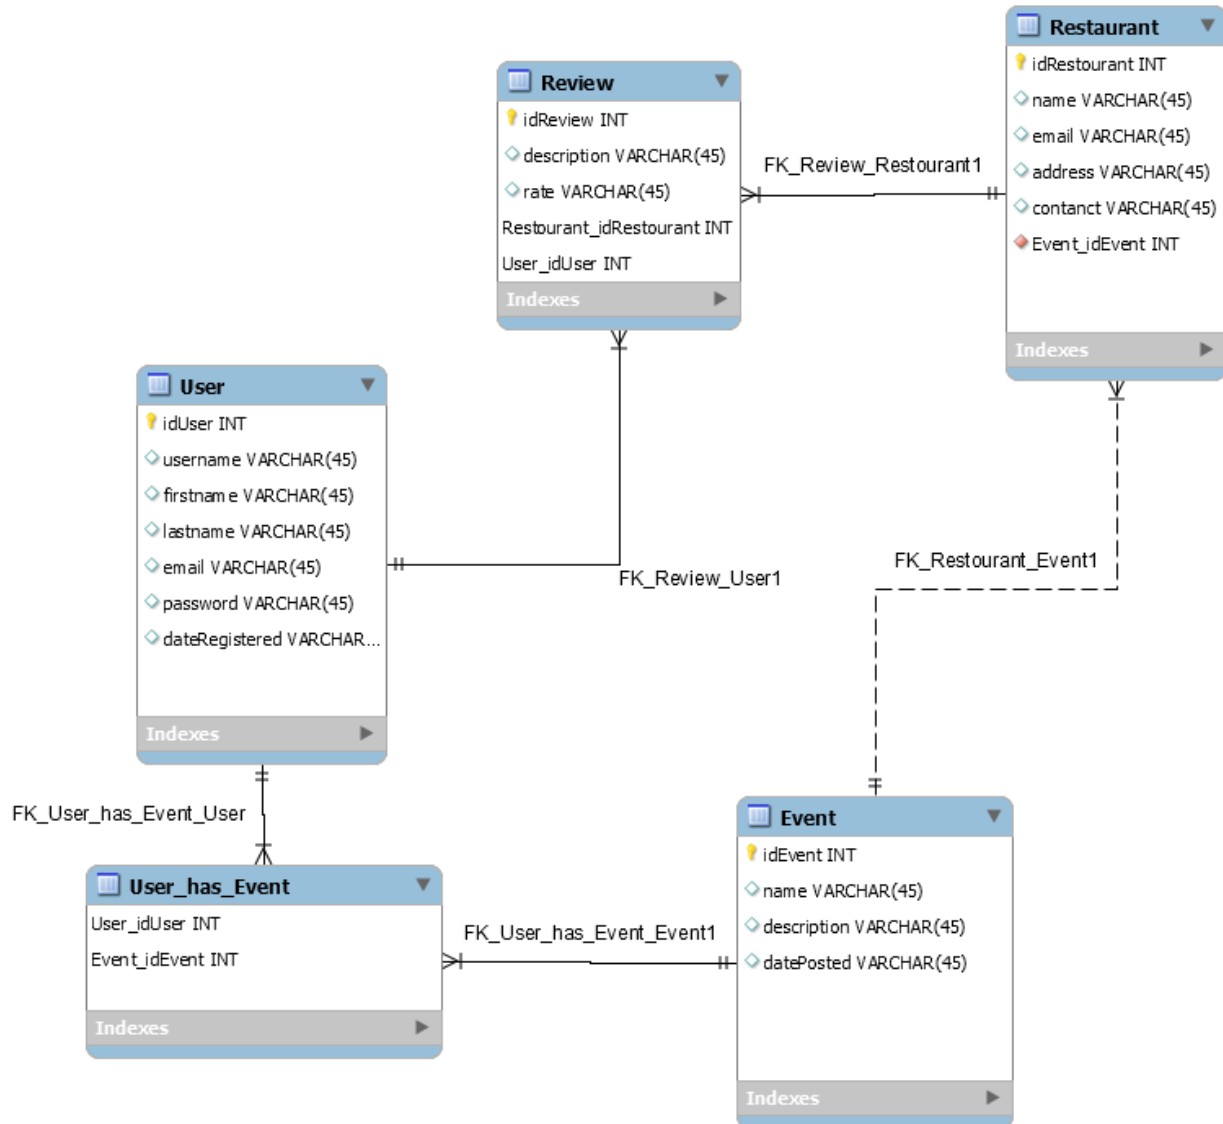 Restaurant
idRestourant INT
name VARCHAR(45)
email VARCHAR(45)
address VARCHAR(45)
contanct VARCHAR(45)
Event_idEvent INT
Indexes
Review
idReview INT
description VARCHAR(45)
rate VARCHAR(45)
Restourant_idRestourant INT
User_idUser INT
Indexes
FK_Review_Restourant1
User
idUser INT
username VARCHAR(45)
firstname VARCHAR(45)
lastname VARCHAR(45)
email VARCHAR(45)
password VARCHAR(45)
dateRegistered VARCHAR...
Indexes
FK_Review_User1
FK_Restourant_Event1
FK_User_has_Event_User
User_has_Event
User_idUser INT
Event_idEvent INT
Indexes
FK_User_has_Event_Event1
Event
idEvent INT
name VARCHAR(45)
description VARCHAR(45)
datePosted VARCHAR(45)
Indexes